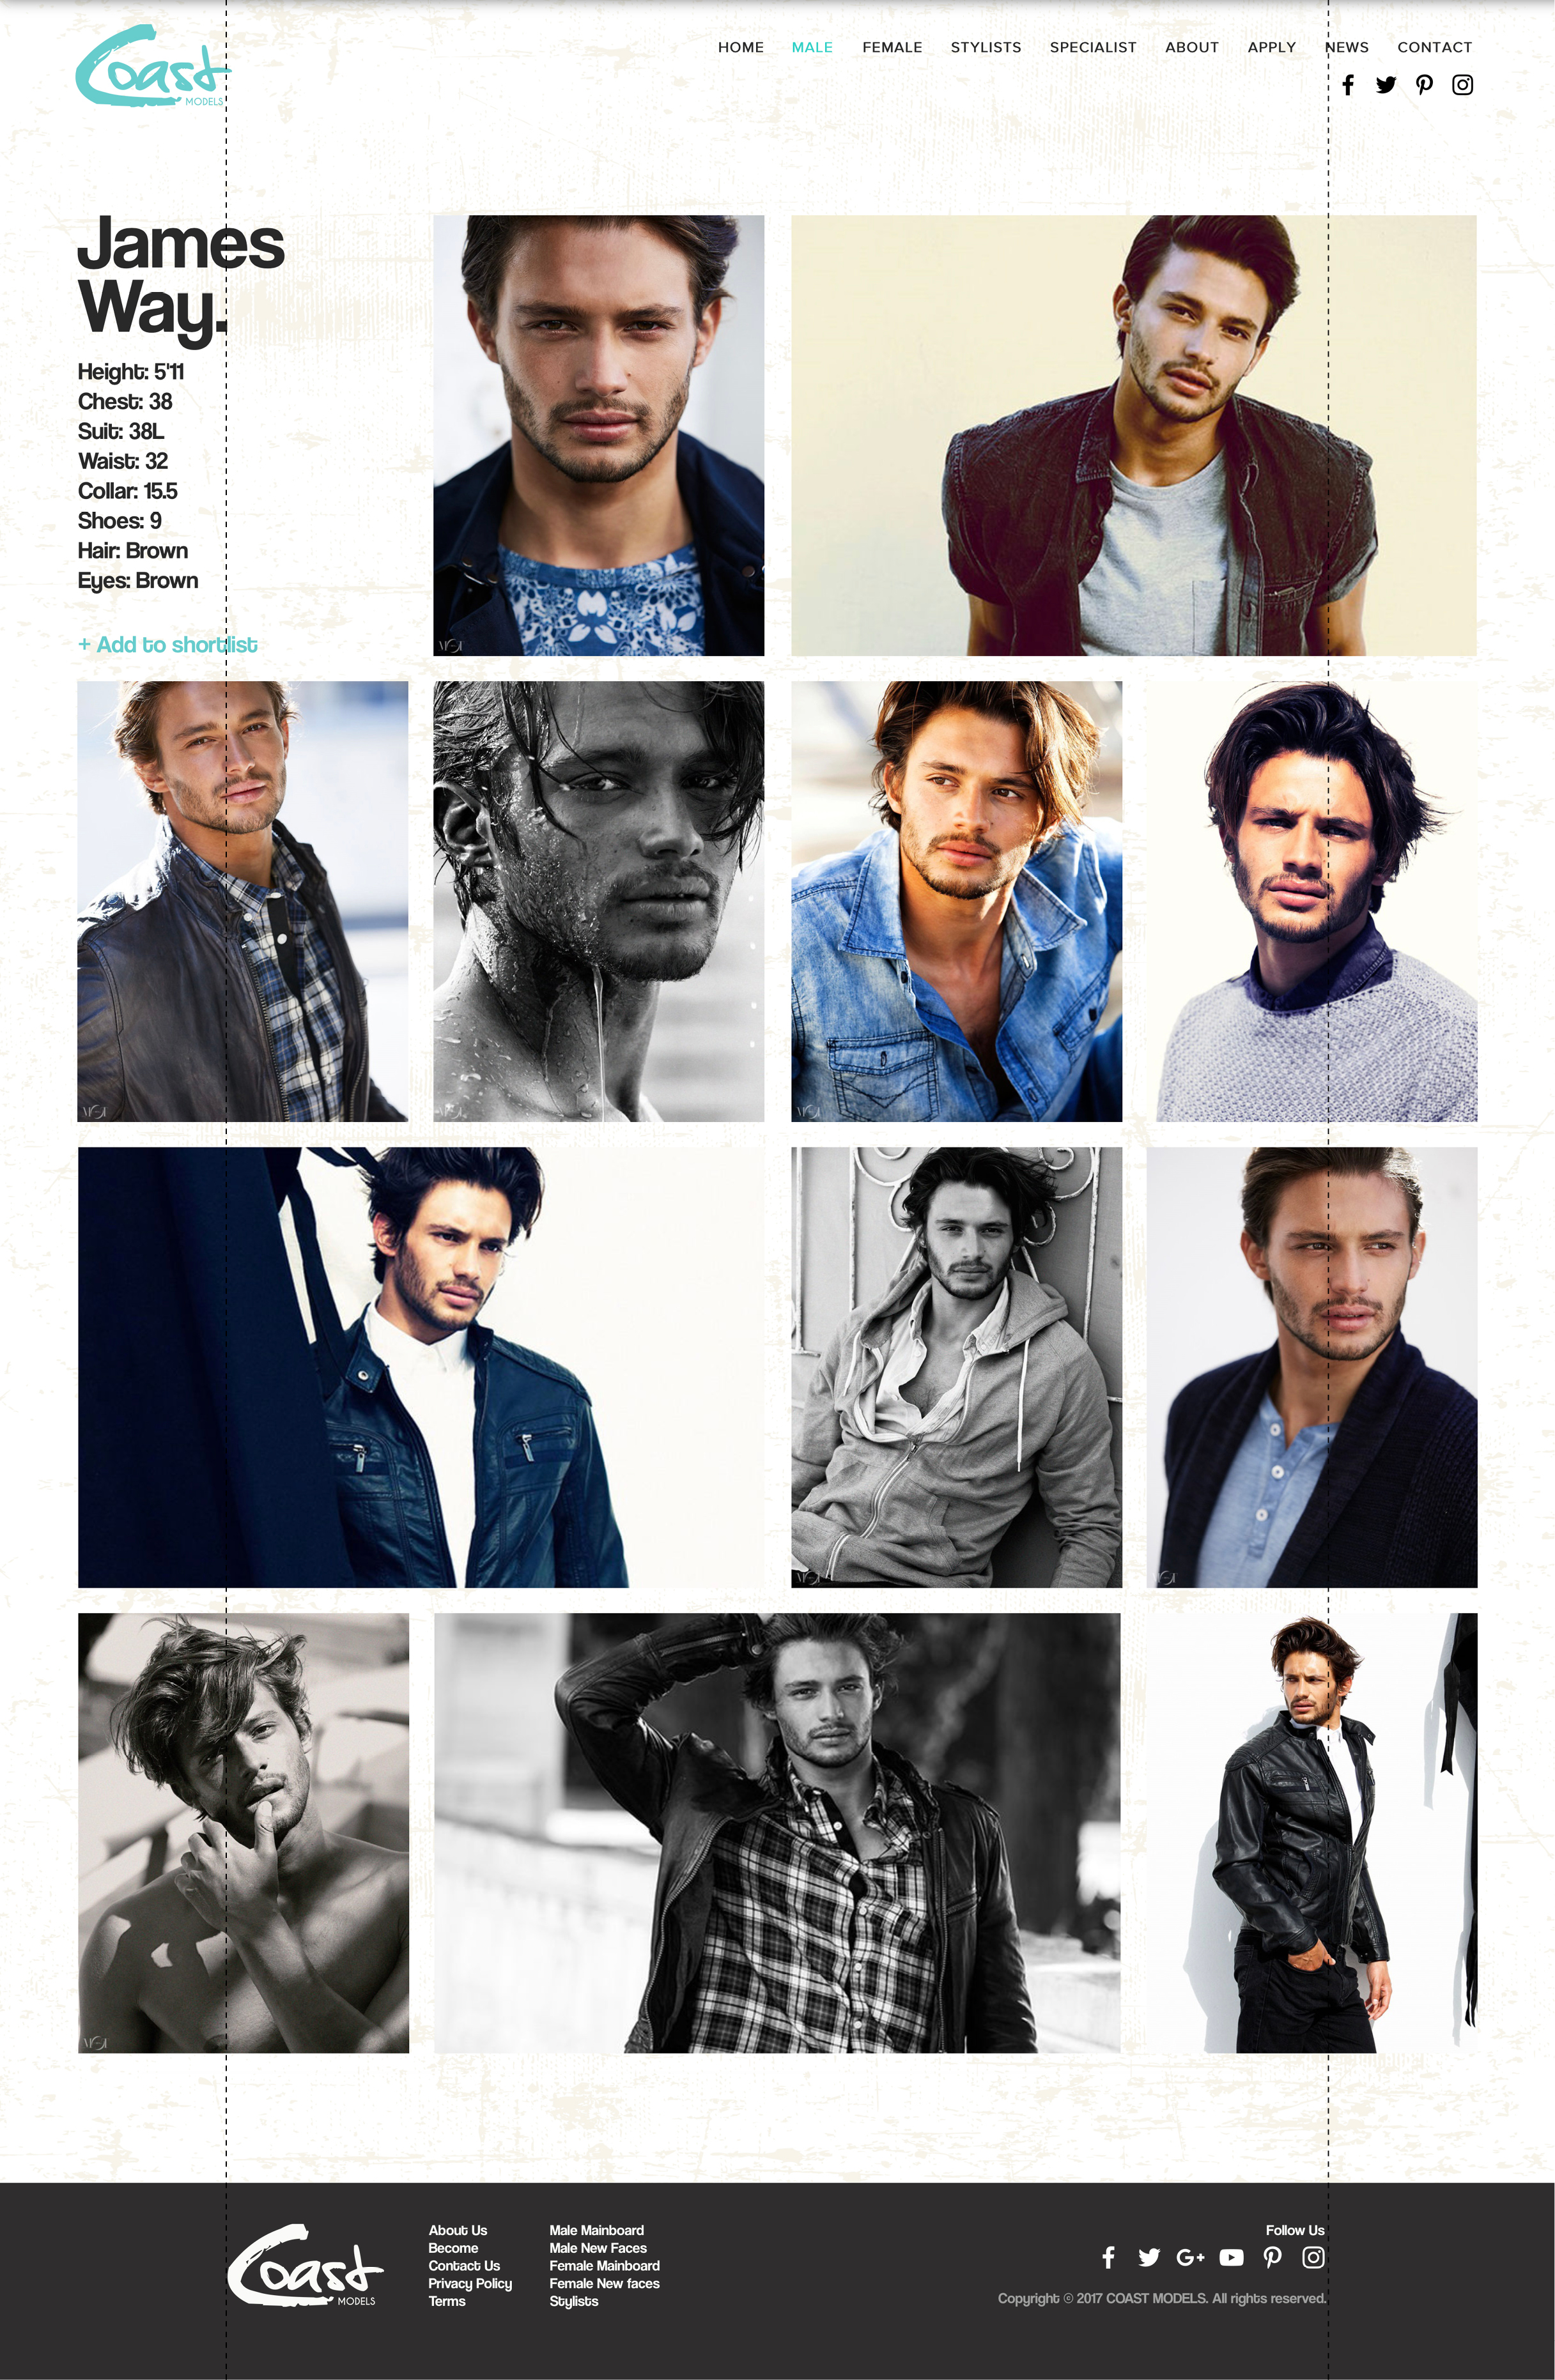 Coast
MODELS
HOME MALE FEMALE STYLISTS SPECIALIST ABOUT APPLY NEWS CONTACT
James
Way.
Height: 5'11
Chest: 38
Suit: 38L
Waist: 32
Collar: 15.5
Shoes: 9
Hair: Brown
Eyes: Brown
+ Add to shortlist
Coast
MODELS
About Us
Become
Contact Us
Privacy Policy
Terms
Male Mainboard
Male New Faces
Female Mainboard
Female New faces
Stylists
Follow Us
Copyright © 2017 COAST MODELS. All rights reserved.